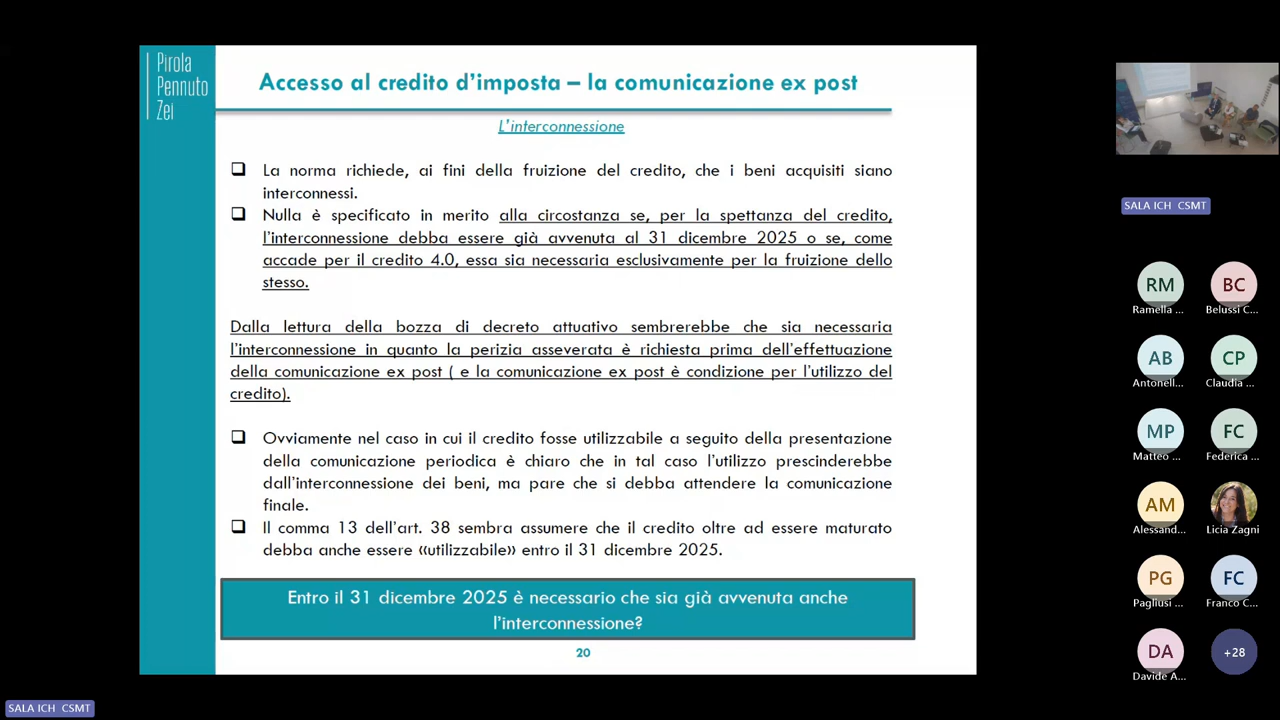 Pirola
Pennuto
Zei
Accesso al credito d'imposta – la comunicazione ex post
L'interconnessione
La norma richiede, ai fini della fruizione del credito, che i beni acquisiti siano
interconnessi.
Nulla è specificato in merito alla circostanza se, per la spettanza del credito,
l'interconnessione debba essere già avvenuta al 31 dicembre 2025 o se, come
accade per il credito 4.0, essa sia necessaria esclusivamente per la fruizione dello
stesso.
Dalla lettura della bozza di decreto attuativo sembrerebbe che sia necessaria
l'interconnessione in quanto la perizia asseverata è richiesta prima dell'effettuazione
della comunicazione ex post ( e la comunicazione ex post è condizione per l'utilizzo del
credito).
Ovviamente nel caso in cui il credito fosse utilizzabile a seguito della presentazione
della comunicazione periodica è chiaro che in tal caso l'utilizzo prescinderebbe
dall'interconnessione dei beni, ma pare che si debba attendere la comunicazione
finale.
Il comma 13 dell'art. 38 sembra assumere che il credito oltre ad essere maturato
debba anche essere «utilizzabile» entro il 31 dicembre 2025.
Entro il 31 dicembre 2025 è necessario che sia già avvenuta anche
l'interconnessione?
20
SALA ICH CSMT
SALA ICH CSMT
RM
BC
Ramella ...
Belussi C...
AB
CP
Antonell...
Claudia ...
MP
FC
Matteo ...
Federica ...
AM
Alessand...
Licia Zagni
PG
FC
Pagliusi ...
Franco C...
DA
+28
Davide A...